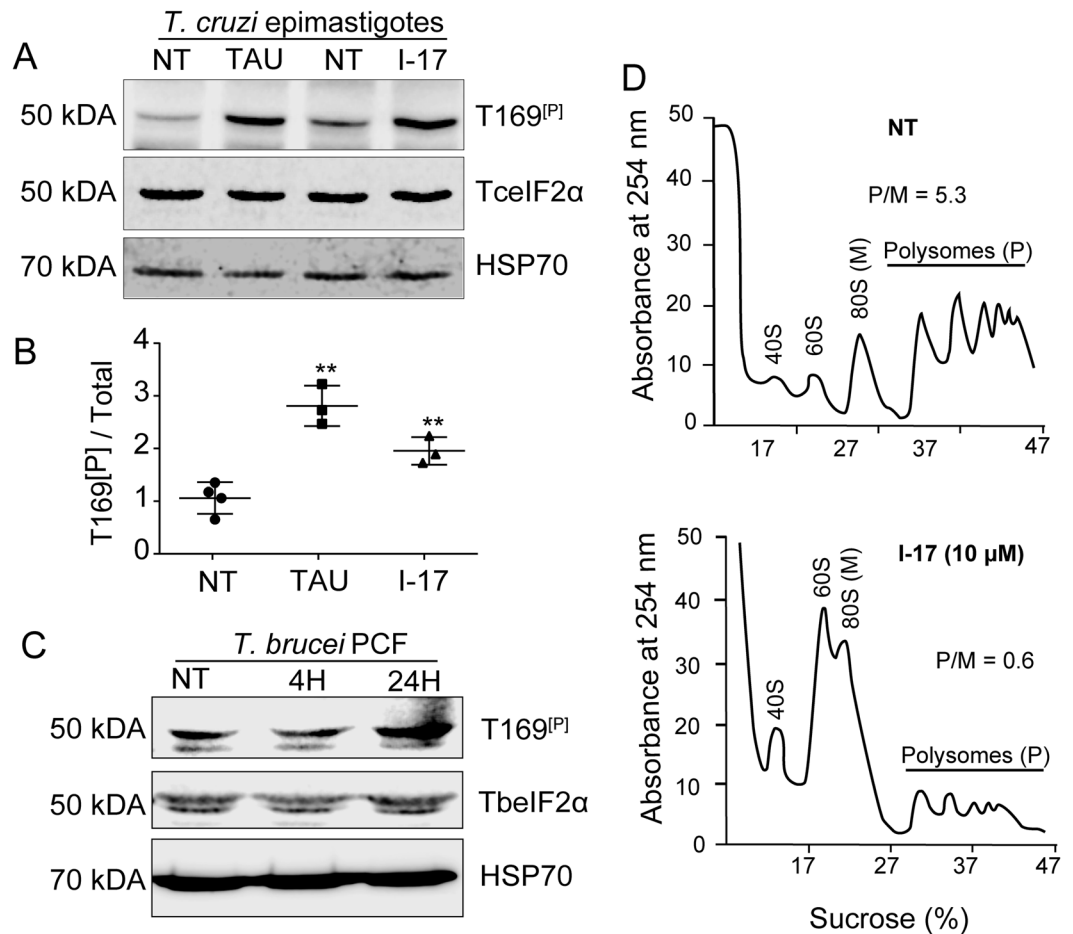 A
T. cruzi epimastigotes
NT TAU NT I-17
50 kDA T169[P]
50 kDA TceIF2α
70 kDA HSP70
B
T169[P] / Total
4
3
2
1
0
** **
NT TAU I-17
C
T. brucei PCF
NT 4H 24H
50 kDA T169[P]
50 kDA TbeIF2α
70 kDA HSP70
D
Absorbance at 254 nm
50
40
30
20
10
0
NT
P/M = 5.3
40S 60S 80S (M) Polysomes (P)
17 27 37 47
Absorbance at 254 nm
50
40
30
20
10
0
I-17 (10 µM)
P/M = 0.6
40S 60S 80S (M) Polysomes (P)
17 27 37 47
Sucrose (%)